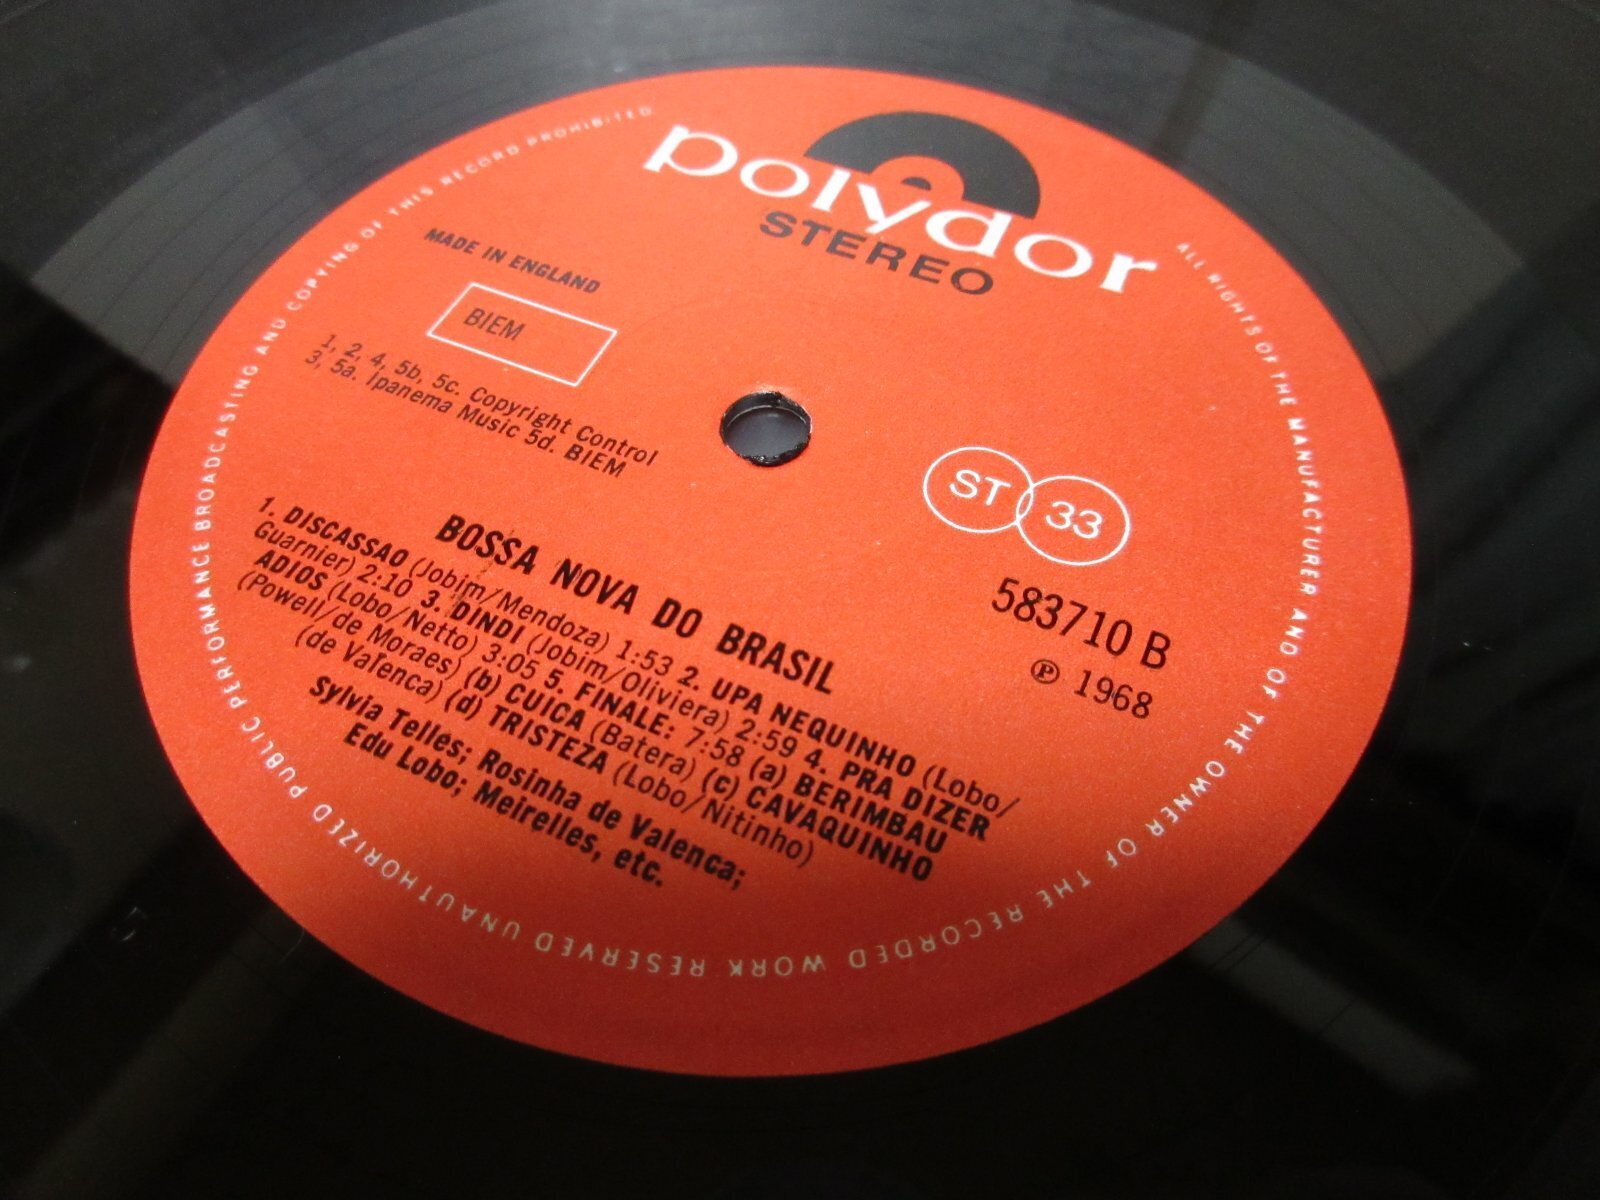 polydor
STEREO
MADE IN ENGLAND
BIEM
1, 2, 4, 5b, 5c. Copyright Control
3, 5a. Ipanema Music 5d. BIEM
ST 33
583710 B
℗ 1968
BOSSA NOVA DO BRASIL
1. DISCASSAO (Jobim/Mendoza) 1:53 2. UPA NEQUINHO (Lobo/
Guarnier) 2:10 3. DINDI (Jobim/Oliviera) 2:59 4. PRA DIZER
ADIOS (Lobo/Netto) 3:05 5. FINALE: 7:58 (a) BERIMBAU
(Powell/de Moraes) (b) CUICA (Batera) (c) CAVAQUINHO
(de Valenca) (d) TRISTEZA (Lobo/Nitinho)
Sylvia Telles; Rosinha de Valenca;
Edu Lobo; Meirelles, etc.
ALL RIGHTS OF THE MANUFACTURER AND OF THE OWNER OF THE RECORDED WORK RESERVED UNAUTHORIZED PUBLIC PERFORMANCE BROADCASTING AND COPYING OF THIS RECORD PROHIBITED